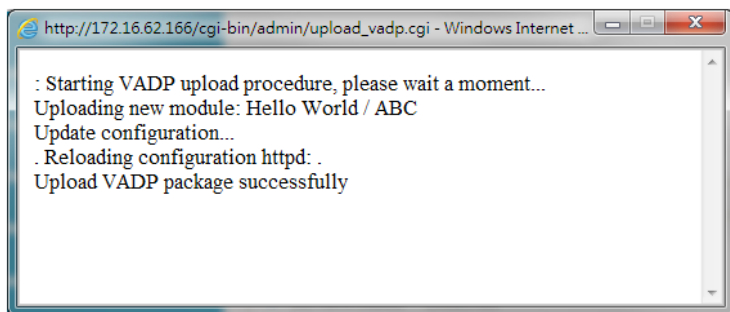 http://172.16.62.166/cgi-bin/admin/upload_vadp.cgi - Windows Internet ...
: Starting VADP upload procedure, please wait a moment...
Uploading new module: Hello World / ABC
Update configuration...
. Reloading configuration httpd: .
Upload VADP package successfully